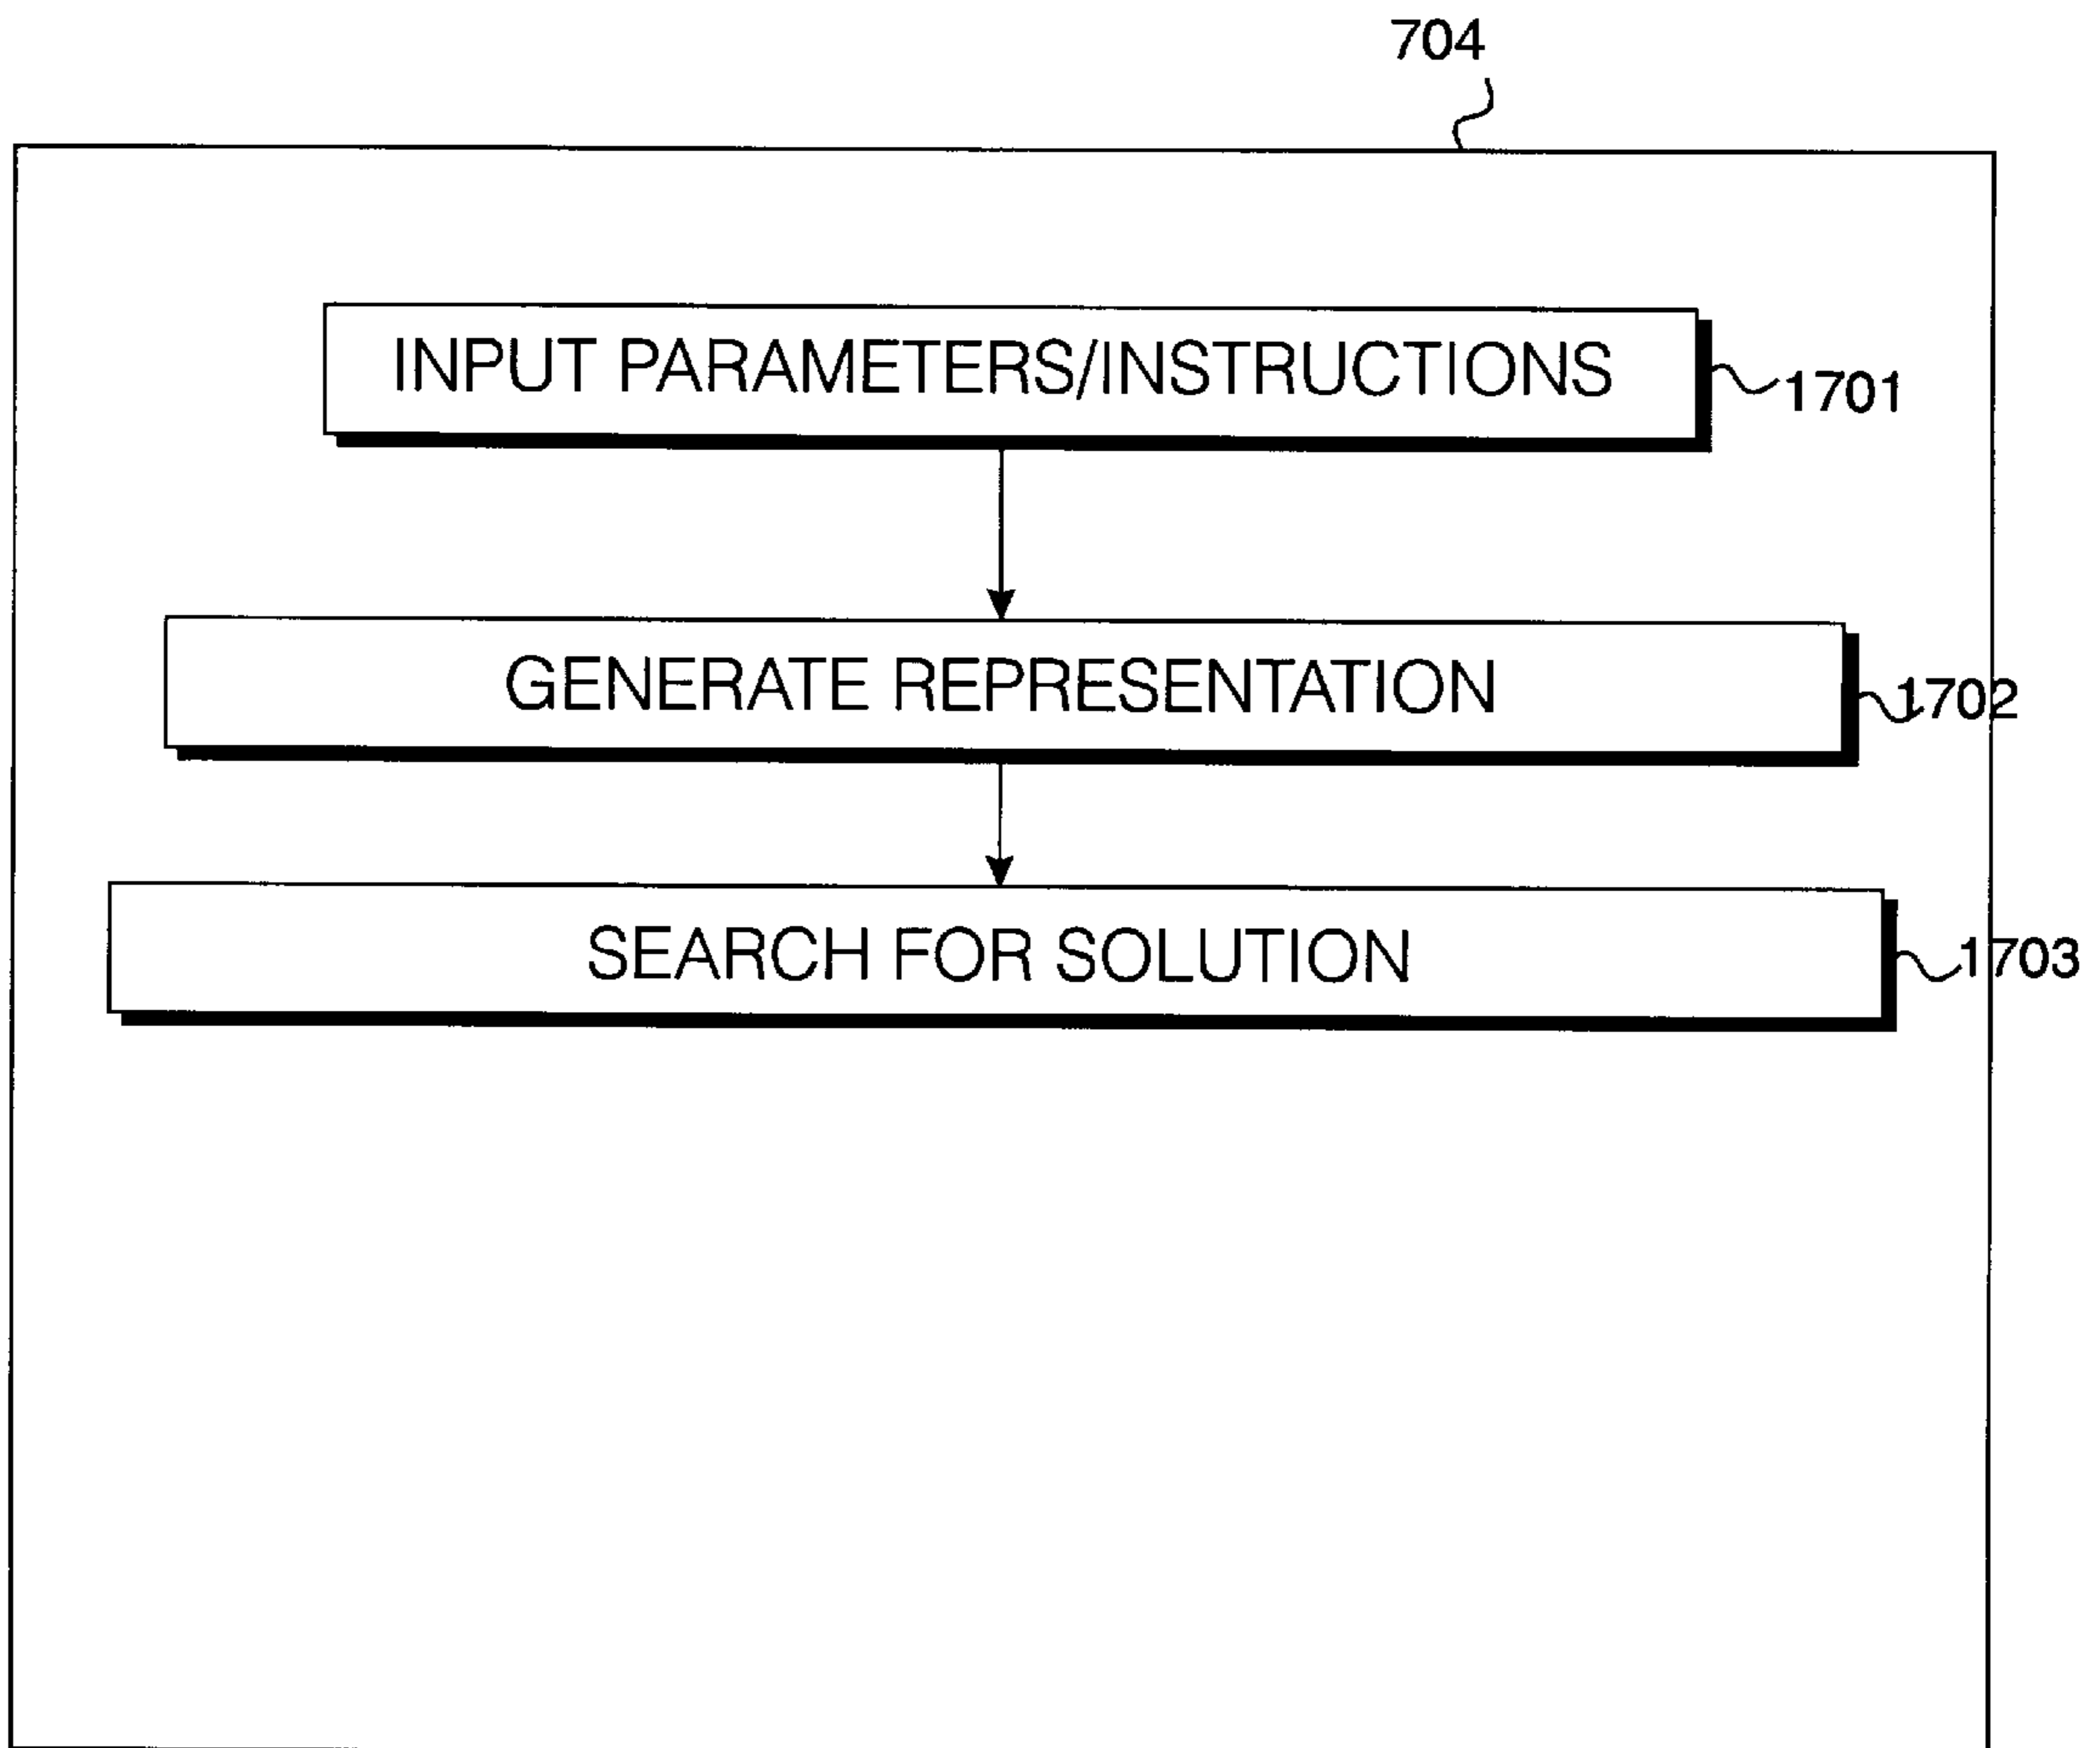 704
INPUT PARAMETERS/INSTRUCTIONS
1701
GENERATE REPRESENTATION
1702
SEARCH FOR SOLUTION
1703